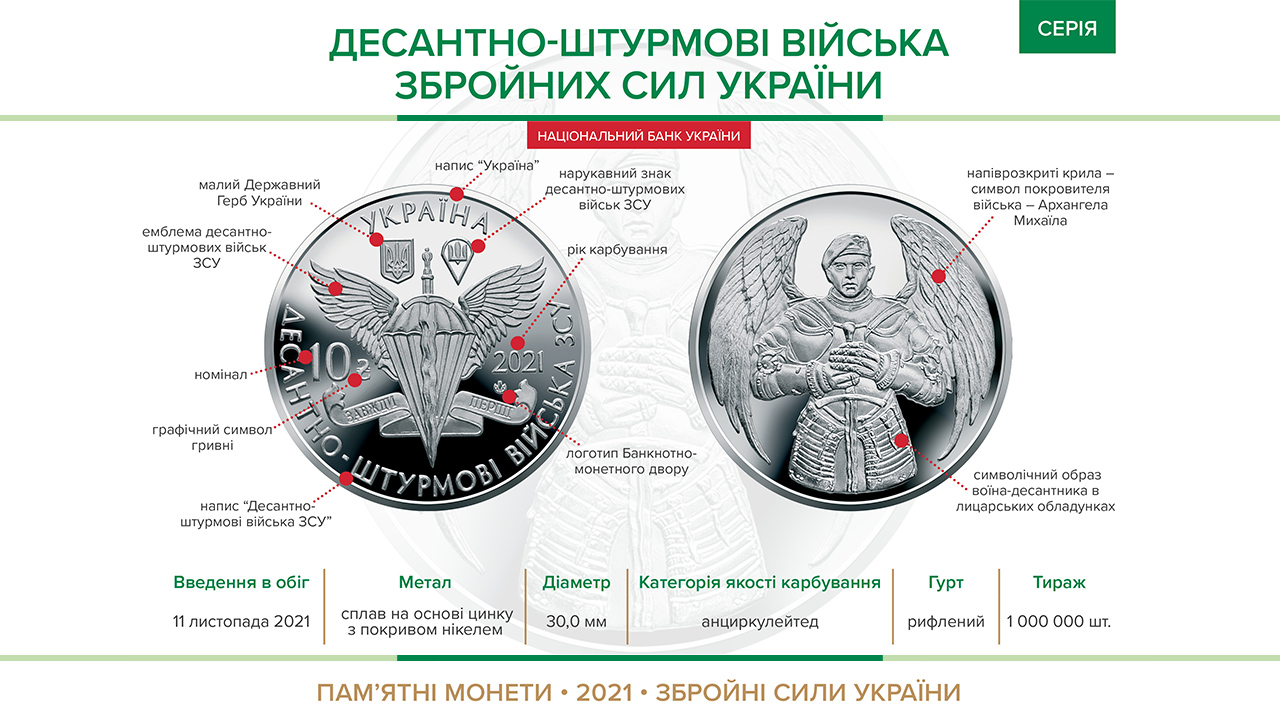 СЕРІЯ
ДЕСАНТНО-ШТУРМОВІ ВІЙСЬКА
ЗБРОЙНИХ СИЛ УКРАЇНИ
НАЦІОНАЛЬНИЙ БАНК УКРАЇНИ
напис “Україна”
малий Державний
Герб України
емблема десантно-
штурмових військ
ЗСУ
номінал
графічний символ
гривні
напис “Десантно-
штурмові війська ЗСУ”
нарукавний знак
десантно-штурмових
військ ЗСУ
рік карбування
логотип Банкнотно-
монетного двору
УКРАЇНА
10 ₴
2021
ЗАВЖДИ ПЕРШІ
ДЕСАНТНО-ШТУРМОВІ ВІЙСЬКА ЗСУ
напіврозкриті крила –
символ покровителя
війська – Архангела
Михаїла
символічний образ
воїна-десантника в
лицарських обладунках
Введення в обіг
11 листопада 2021
Метал
сплав на основі цинку
з покривом нікелем
Діаметр
30,0 мм
Категорія якості карбування
анциркулейтед
Гурт
рифлений
Тираж
1 000 000 шт.
ПАМ’ЯТНІ МОНЕТИ • 2021 • ЗБРОЙНІ СИЛИ УКРАЇНИ